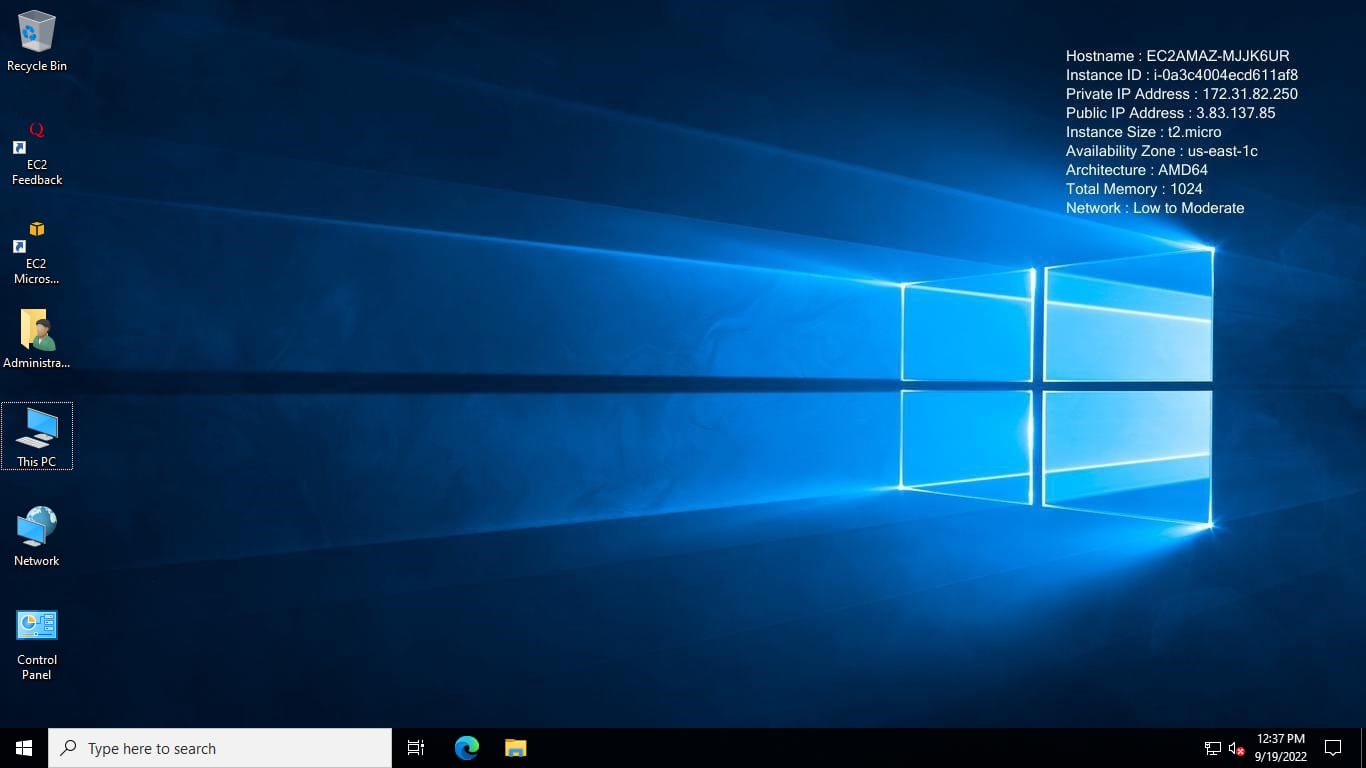 Recycle Bin
EC2
Feedback
EC2
Micros...
Administra...
This PC
Network
Control
Panel
Hostname : EC2AMAZ-MJJK6UR
Instance ID : i-0a3c4004ecd611af8
Private IP Address : 172.31.82.250
Public IP Address : 3.83.137.85
Instance Size : t2.micro
Availability Zone : us-east-1c
Architecture : AMD64
Total Memory : 1024
Network : Low to Moderate
Type here to search
12:37 PM
9/19/2022